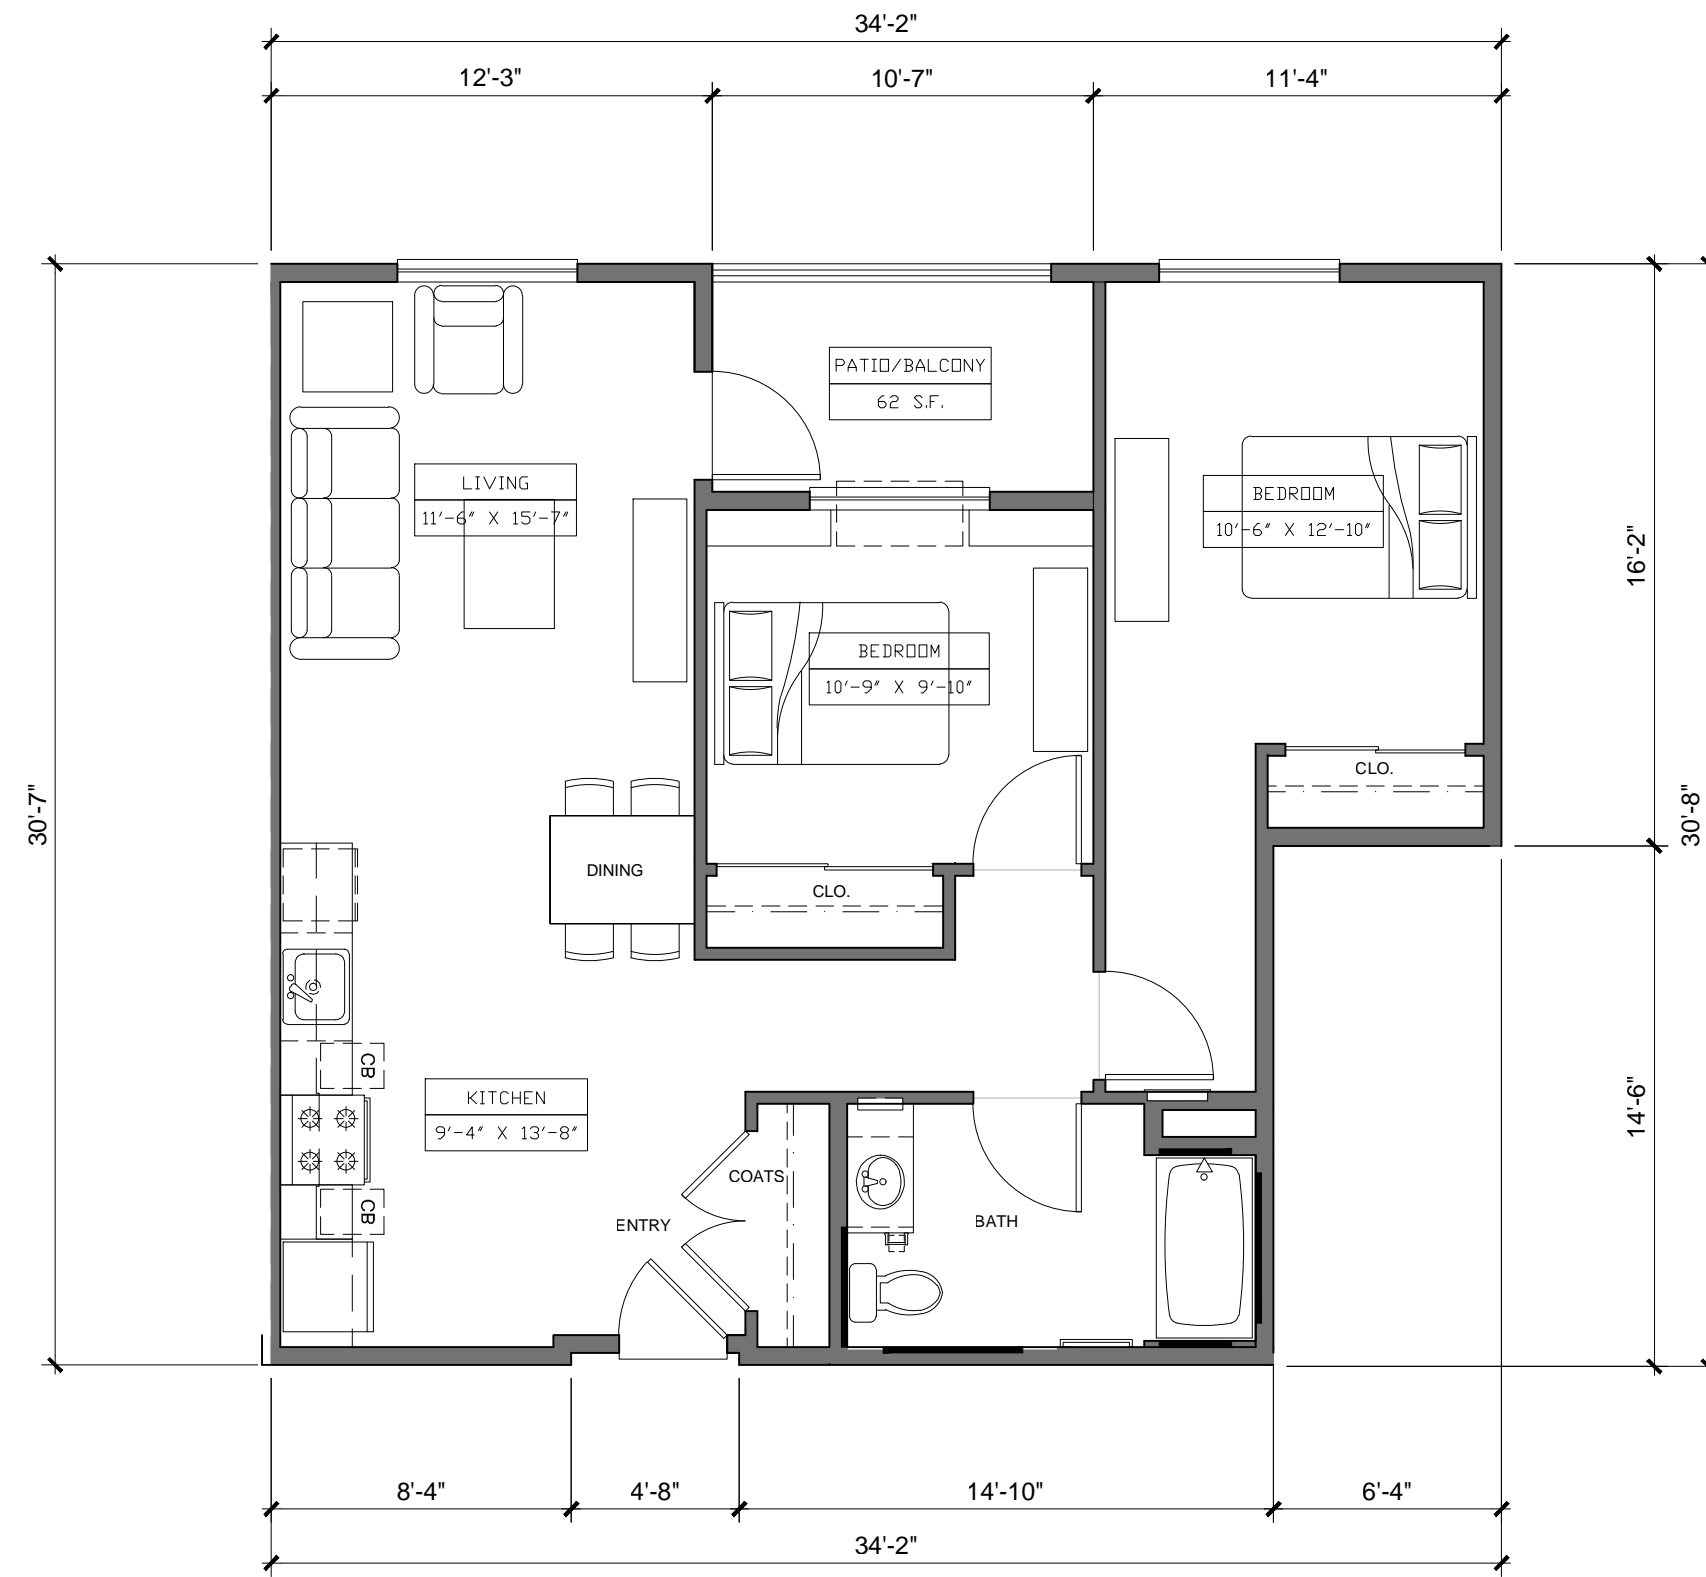 34'-2"
12'-3"
10'-7"
11'-4"
PATIO/BALCONY
62 S.F.
LIVING
11'-6" X 15'-7"
BEDROOM
10'-6" X 12'-10"
16'-2"
BEDROOM
10'-9" X 9'-10"
CLO.
30'-7"
30'-8"
DINING
CLO.
CB
KITCHEN
9'-4" X 13'-8"
14'-6"
COATS
CB
ENTRY
BATH
8'-4"
4'-8"
14'-10"
6'-4"
34'-2"